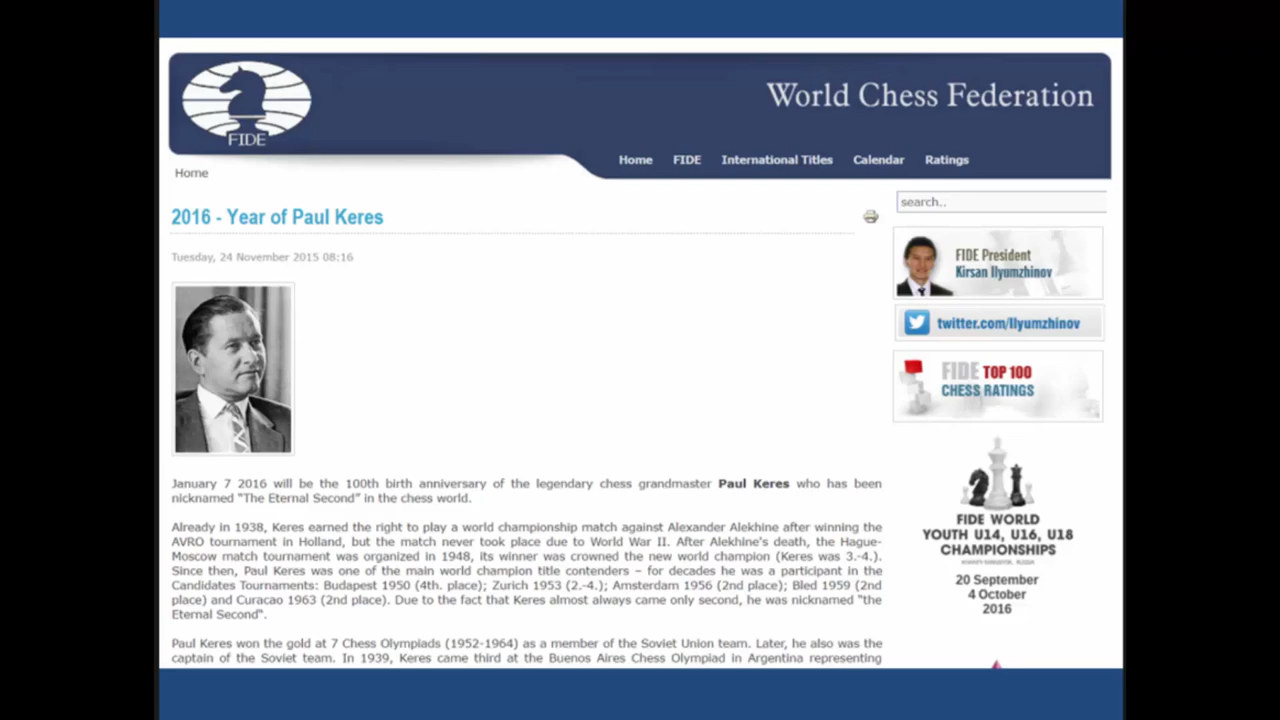 FIDE
World Chess Federation
Home FIDE International Titles Calendar Ratings
Home
search..
2016 - Year of Paul Keres
Tuesday, 24 November 2015 08:16
FIDE President
Kirsan Ilyumzhinov
twitter.com/Ilyumzhinov
FIDE TOP 100
CHESS RATINGS
January 7 2016 will be the 100th birth anniversary of the legendary chess grandmaster Paul Keres who has been
nicknamed "The Eternal Second" in the chess world.
Already in 1938, Keres earned the right to play a world championship match against Alexander Alekhine after winning the
AVRO tournament in Holland, but the match never took place due to World War II. After Alekhine's death, the Hague-
Moscow match tournament was organized in 1948, its winner was crowned the new world champion (Keres was 3.-4.).
Since then, Paul Keres was one of the main world champion title contenders – for decades he was a participant in the
Candidates Tournaments: Budapest 1950 (4th. place); Zurich 1953 (2.-4.); Amsterdam 1956 (2nd place); Bled 1959 (2nd
place) and Curacao 1963 (2nd place). Due to the fact that Keres almost always came only second, he was nicknamed "the
Eternal Second".
Paul Keres won the gold at 7 Chess Olympiads (1952-1964) as a member of the Soviet Union team. Later, he also was the
captain of the Soviet team. In 1939, Keres came third at the Buenos Aires Chess Olympiad in Argentina representing
FIDE WORLD
YOUTH U14, U16, U18
CHAMPIONSHIPS
20 September
4 October
2016